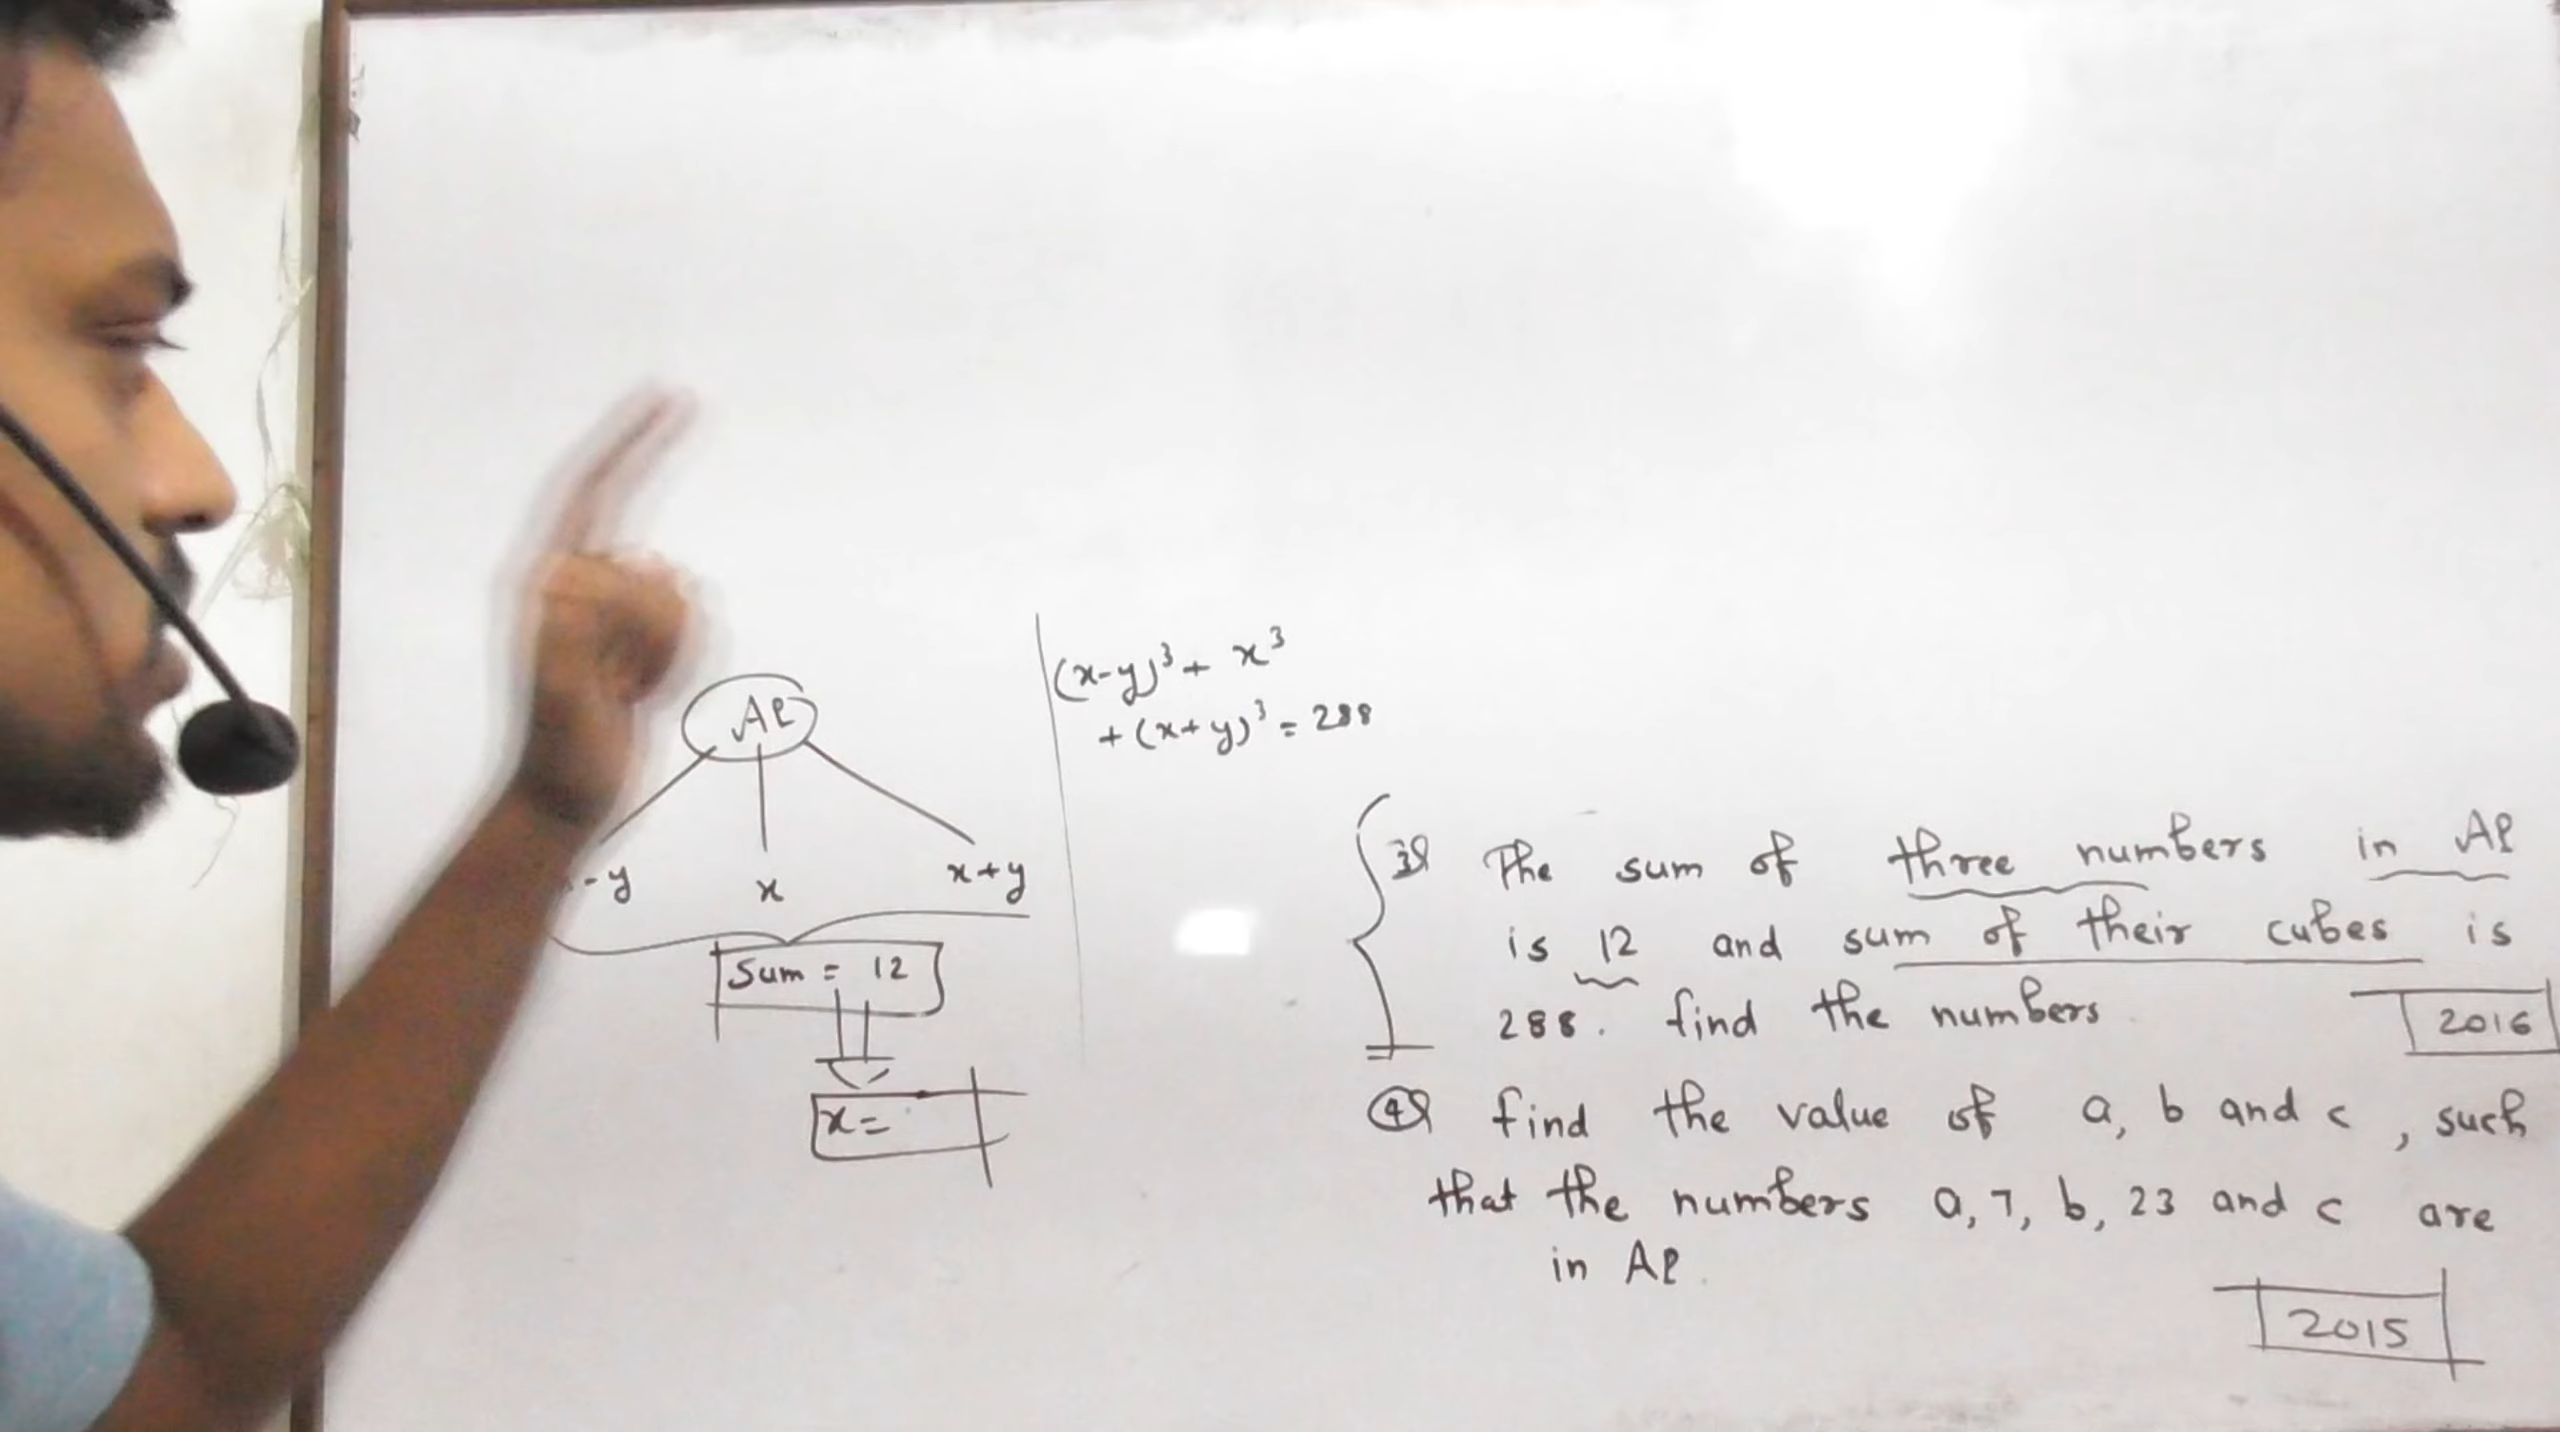 AP
-y x x+y
Sum = 12
x=
(x-y)³ + x³
+ (x+y)³ = 288
3) The sum of three numbers in AP
is 12 and sum of their cubes is
288. find the numbers
2016
4) find the value of a, b and c, such
that the numbers a, 7, b, 23 and c are
in AP.
2015